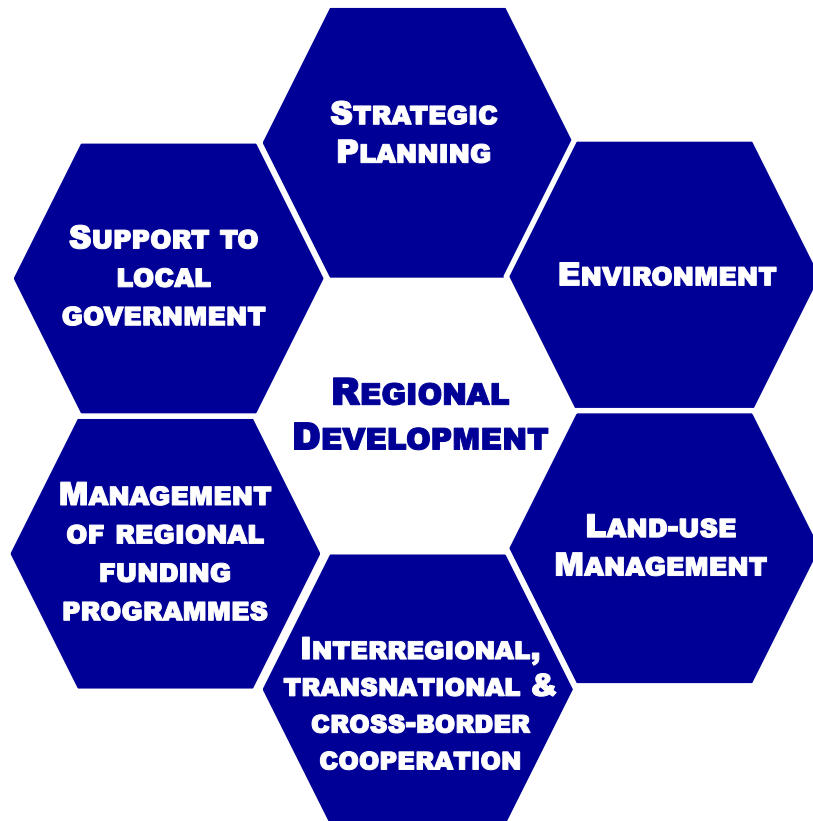 STRATEGIC
PLANNING
ENVIRONMENT
LAND-USE
MANAGEMENT
INTERREGIONAL,
TRANSNATIONAL &
CROSS-BORDER
COOPERATION
MANAGEMENT
OF REGIONAL
FUNDING
PROGRAMMES
SUPPORT TO
LOCAL
GOVERNMENT
REGIONAL
DEVELOPMENT